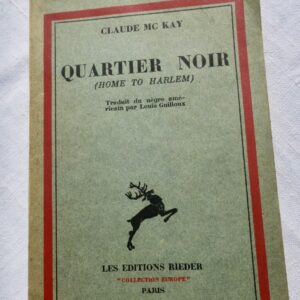 CLAUDE MC KAY
QUARTIER NOIR
(HOME TO HARLEM)
Traduit du nègre amé-
ricain par Louis Guilloux
LES EDITIONS RIEDER
"COLLECTION EUROPE"
PARIS